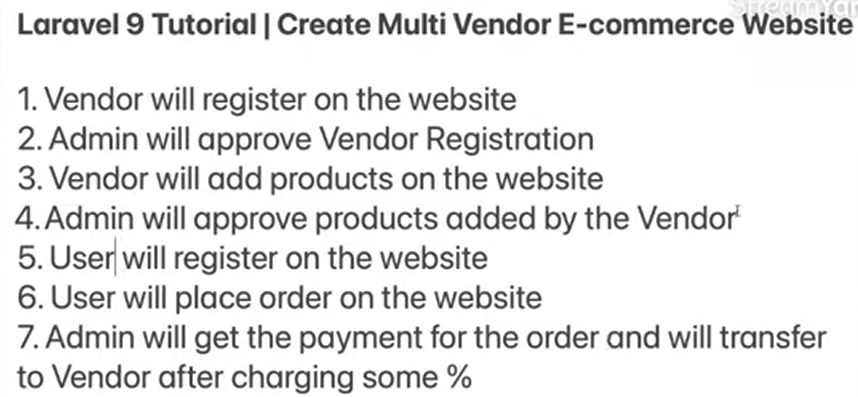 StreamYar
Laravel 9 Tutorial | Create Multi Vendor E-commerce Website
1. Vendor will register on the website
2. Admin will approve Vendor Registration
3. Vendor will add products on the website
4. Admin will approve products added by the Vendor
5. User will register on the website
6. User will place order on the website
7. Admin will get the payment for the order and will transfer
to Vendor after charging some %